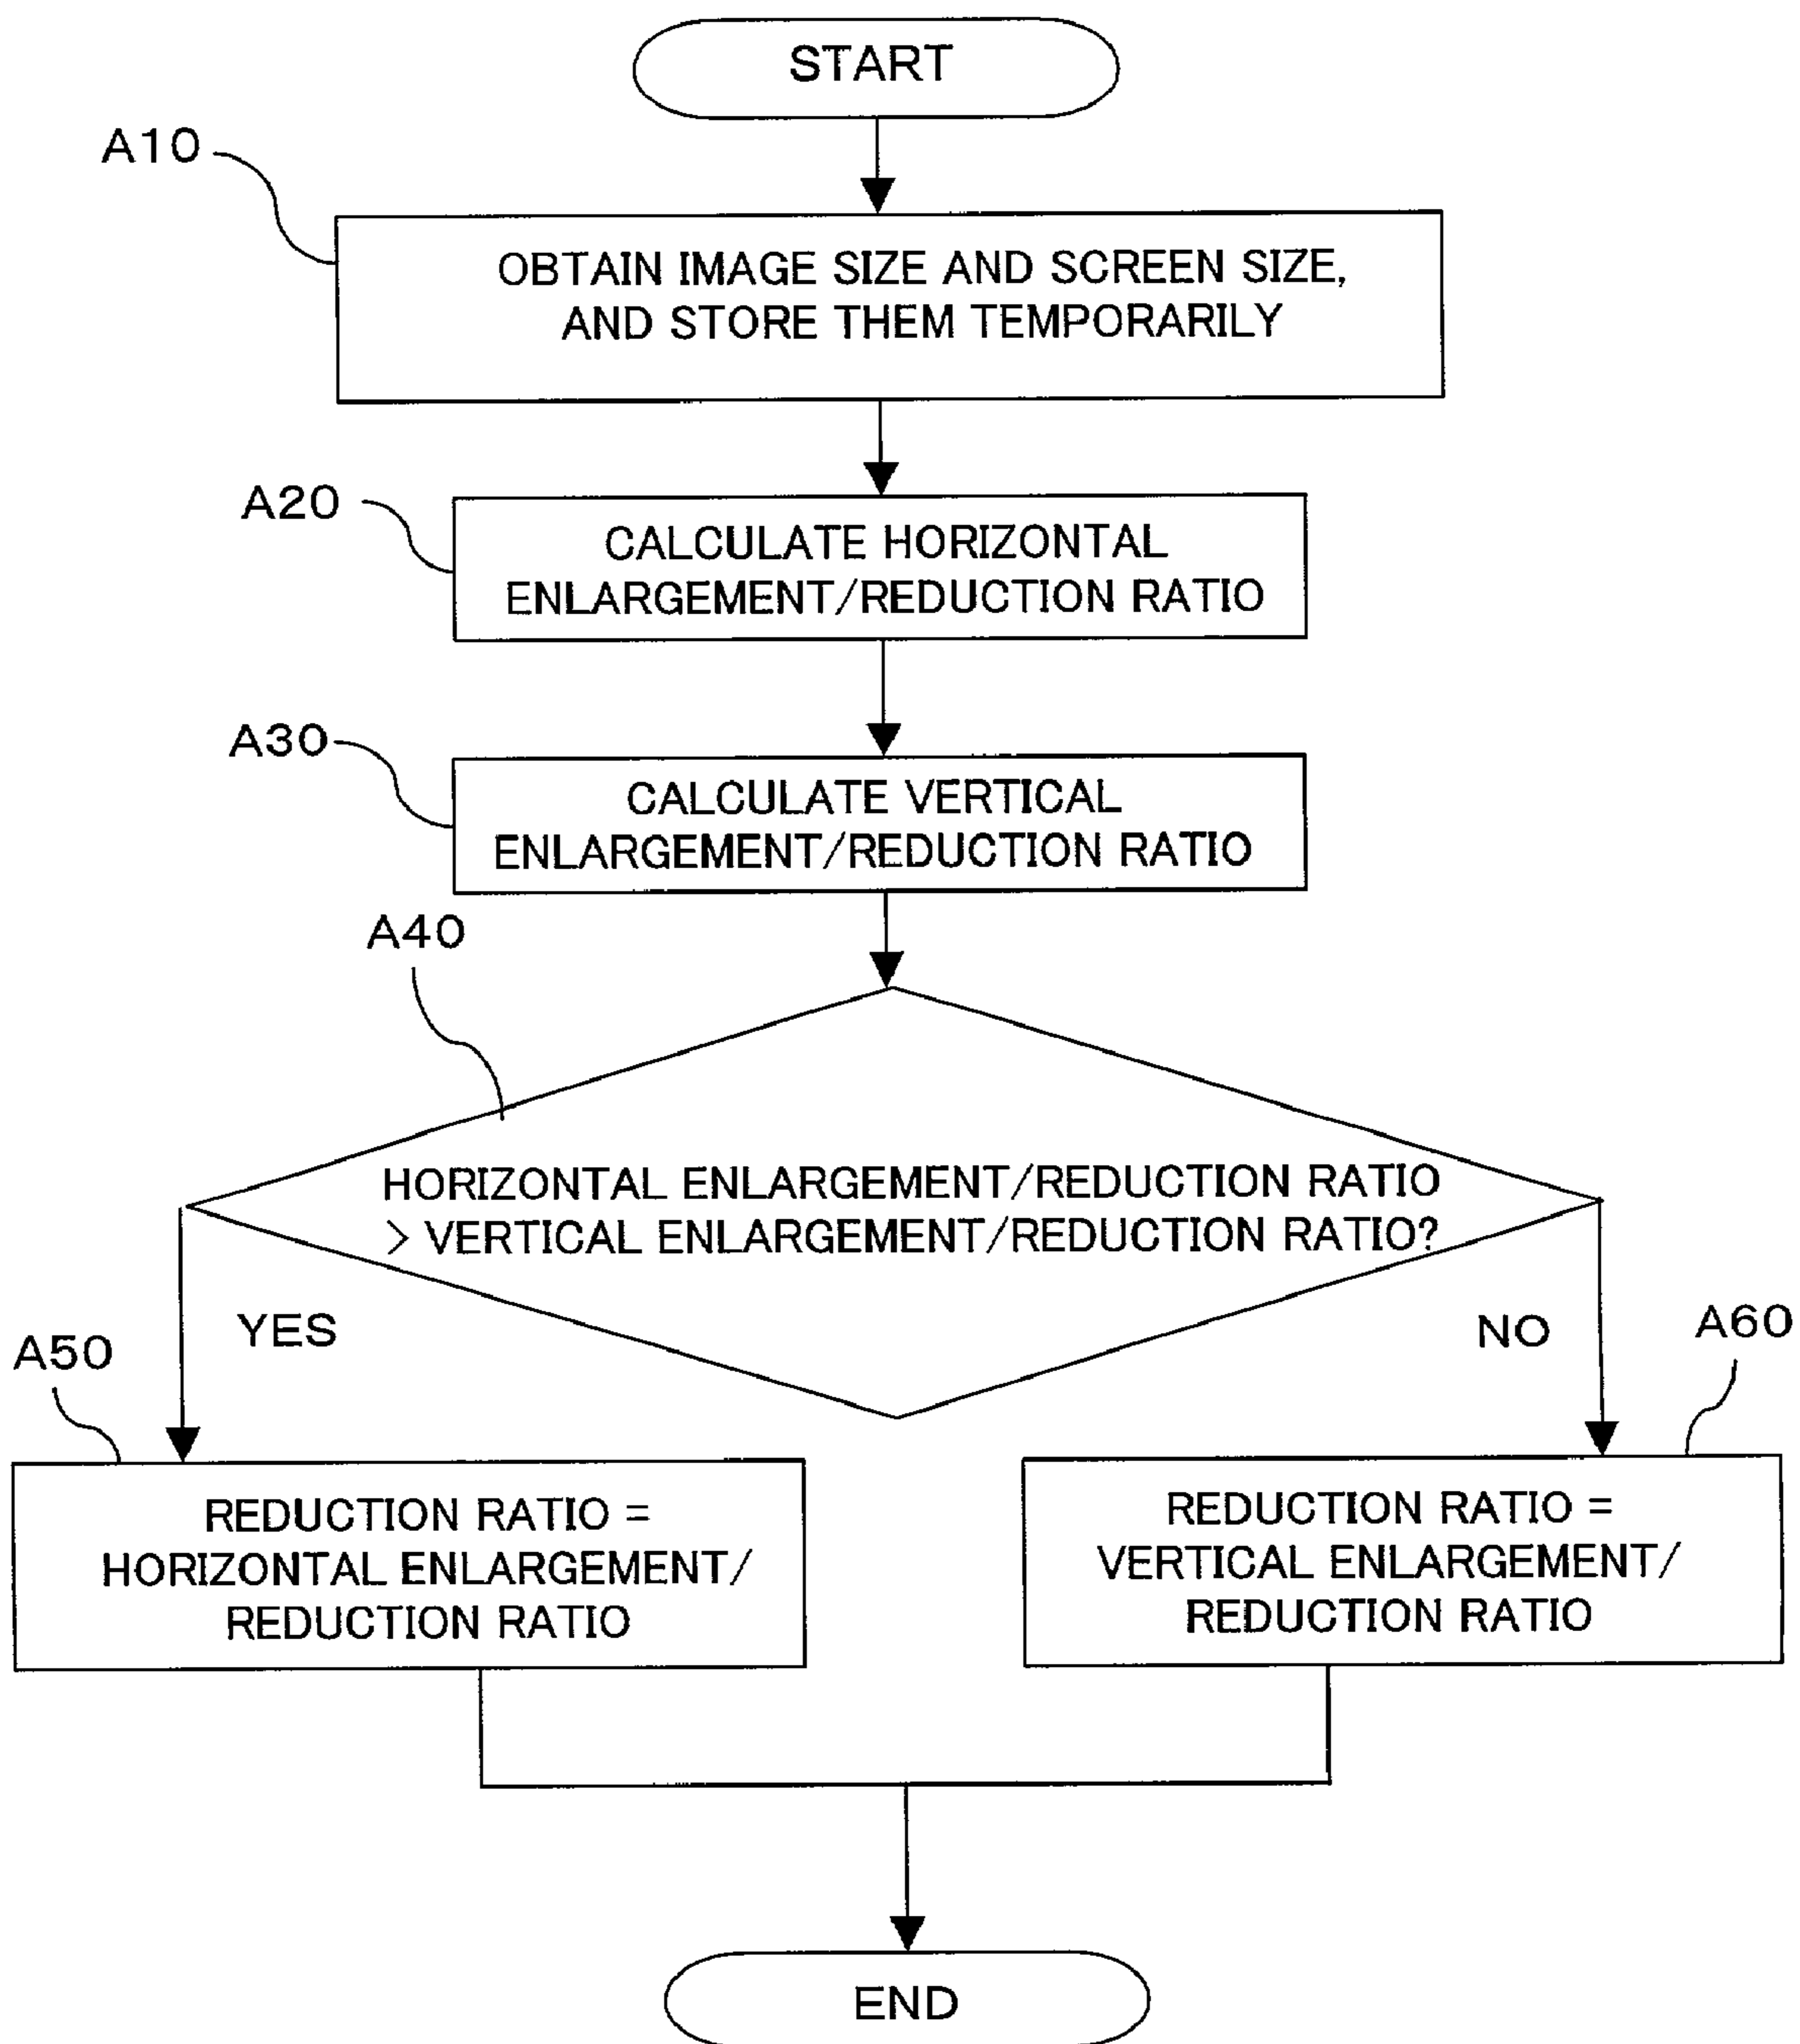 START
A10
OBTAIN IMAGE SIZE AND SCREEN SIZE,
AND STORE THEM TEMPORARILY
A20
CALCULATE HORIZONTAL
ENLARGEMENT/REDUCTION RATIO
A30
CALCULATE VERTICAL
ENLARGEMENT/REDUCTION RATIO
A40
HORIZONTAL ENLARGEMENT/REDUCTION RATIO
> VERTICAL ENLARGEMENT/REDUCTION RATIO?
YES
NO
A50
REDUCTION RATIO =
HORIZONTAL ENLARGEMENT/
REDUCTION RATIO
A60
REDUCTION RATIO =
VERTICAL ENLARGEMENT/
REDUCTION RATIO
END